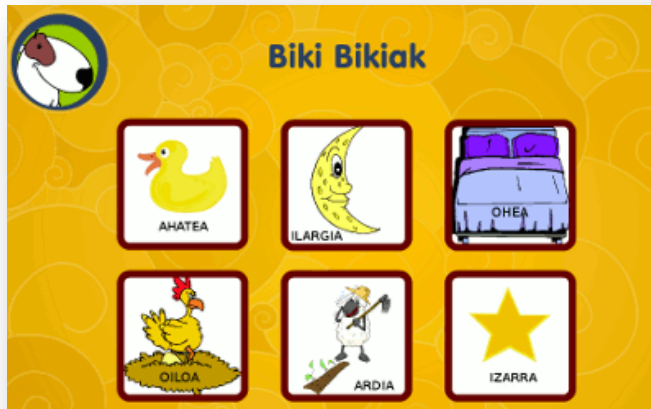 Biki Bikiak
AHATEA
ILARGIA
OHEA
OILOA
ARDIA
IZARRA